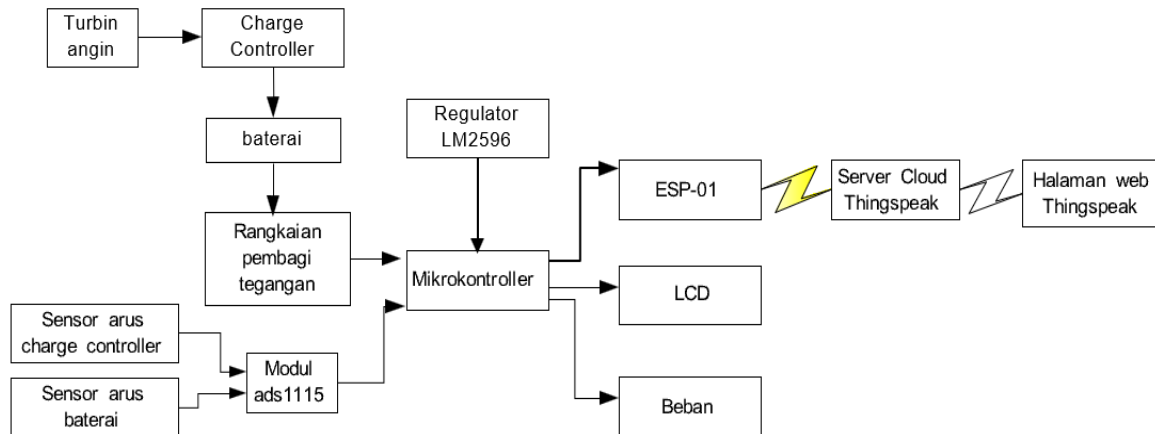 Turbin
angin
Charge
Controller
baterai
Regulator
LM2596
Rangkaian
pembagi
tegangan
Mikrokontroller
ESP-01
Server Cloud
Thingspeak
Halaman web
Thingspeak
LCD
Beban
Sensor arus
charge controller
Sensor arus
baterai
Modul
ads1115